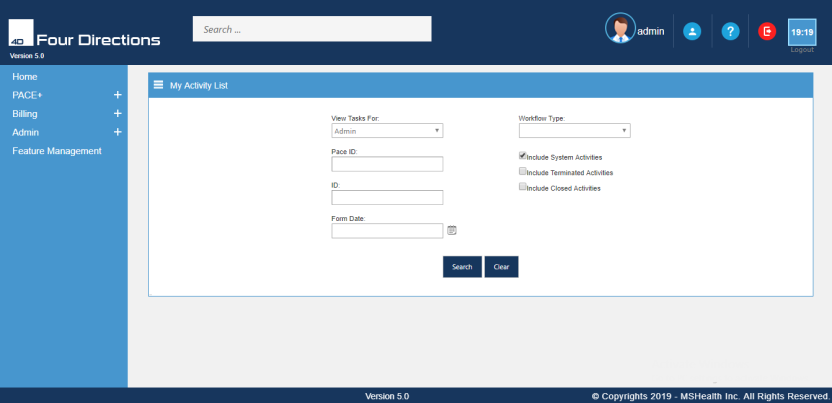 4D Four Directions
Version 5.0
Search ...
admin
?
19:19
Logout
Home
PACE+ +
Billing +
Admin +
Feature Management
My Activity List
View Tasks For:
Admin
Workflow Type:
Pace ID:
Include System Activities
Include Terminated Activities
Include Closed Activities
ID:
Form Date:
Search
Clear
Version 5.0
© Copyrights 2019 - MSHealth Inc. All Rights Reserved.